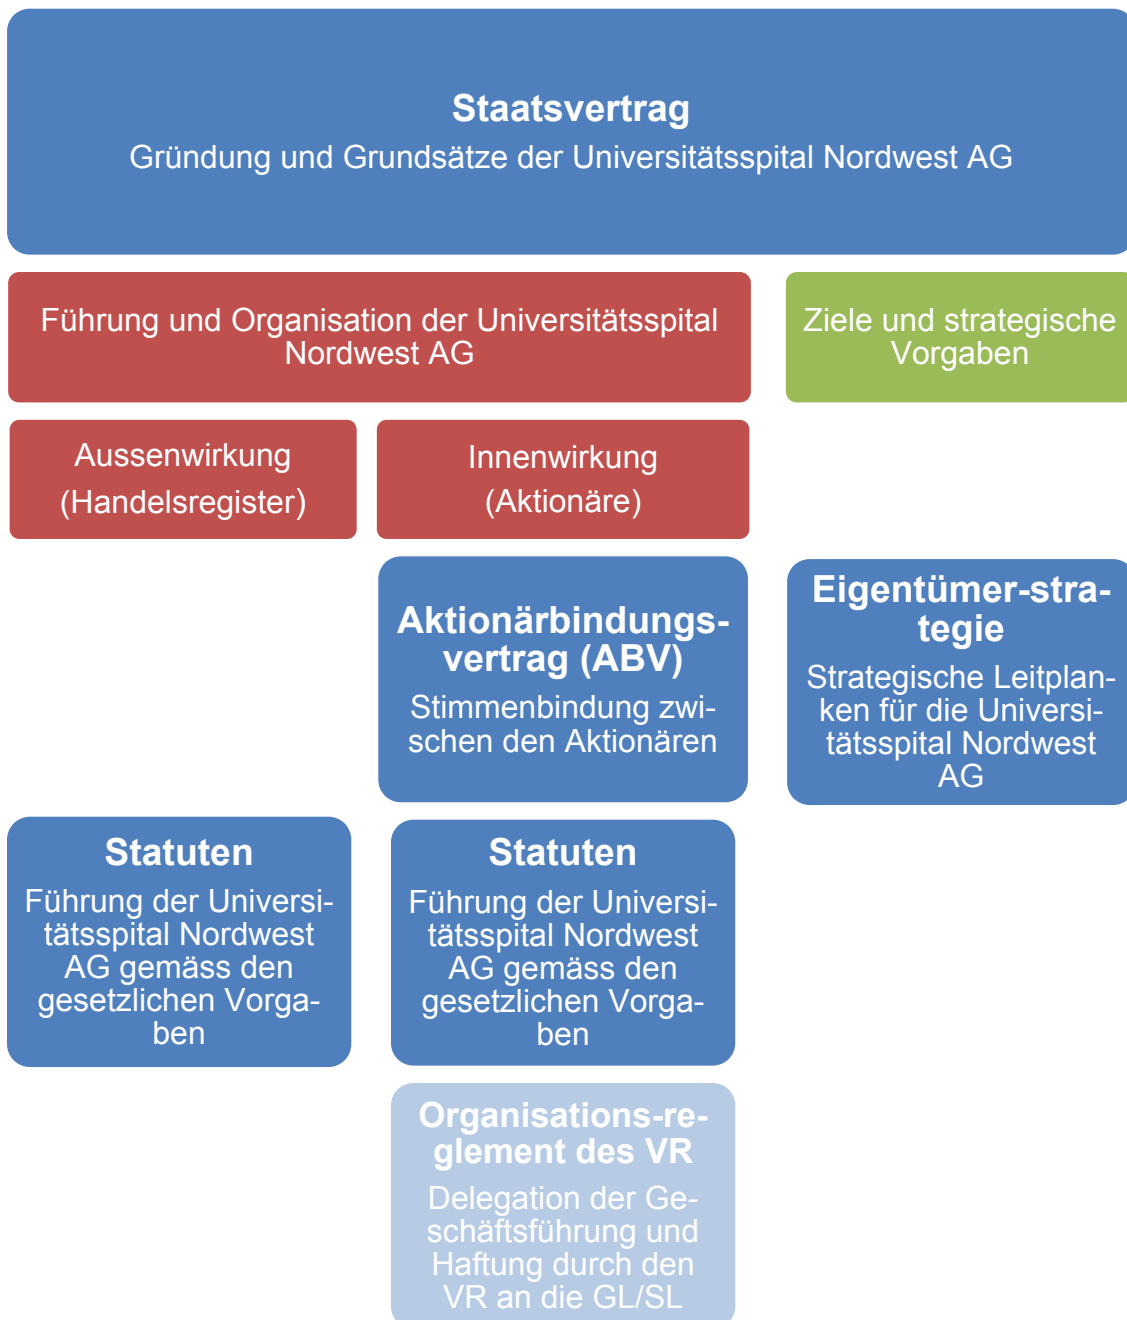 Staatsvertrag
Gründung und Grundsätze der Universitätsspital Nordwest AG
Führung und Organisation der Universitätsspital
Nordwest AG
Ziele und strategische
Vorgaben
Aussenwirkung
(Handelsregister)
Innenwirkung
(Aktionäre)
Aktionärbindungs-
vertrag (ABV)
Stimmenbindung zwi-
schen den Aktionären
Eigentümer-stra-
tegie
Strategische Leitplan-
ken für die Universi-
tätsspital Nordwest
AG
Statuten
Führung der Universi-
tätsspital Nordwest
AG gemäss den
gesetzlichen Vorga-
ben
Statuten
Führung der Universi-
tätsspital Nordwest
AG gemäss den
gesetzlichen Vorga-
ben
Organisations-re-
glement des VR
Delegation der Ge-
schäftsführung und
Haftung durch den
VR an die GL/SL